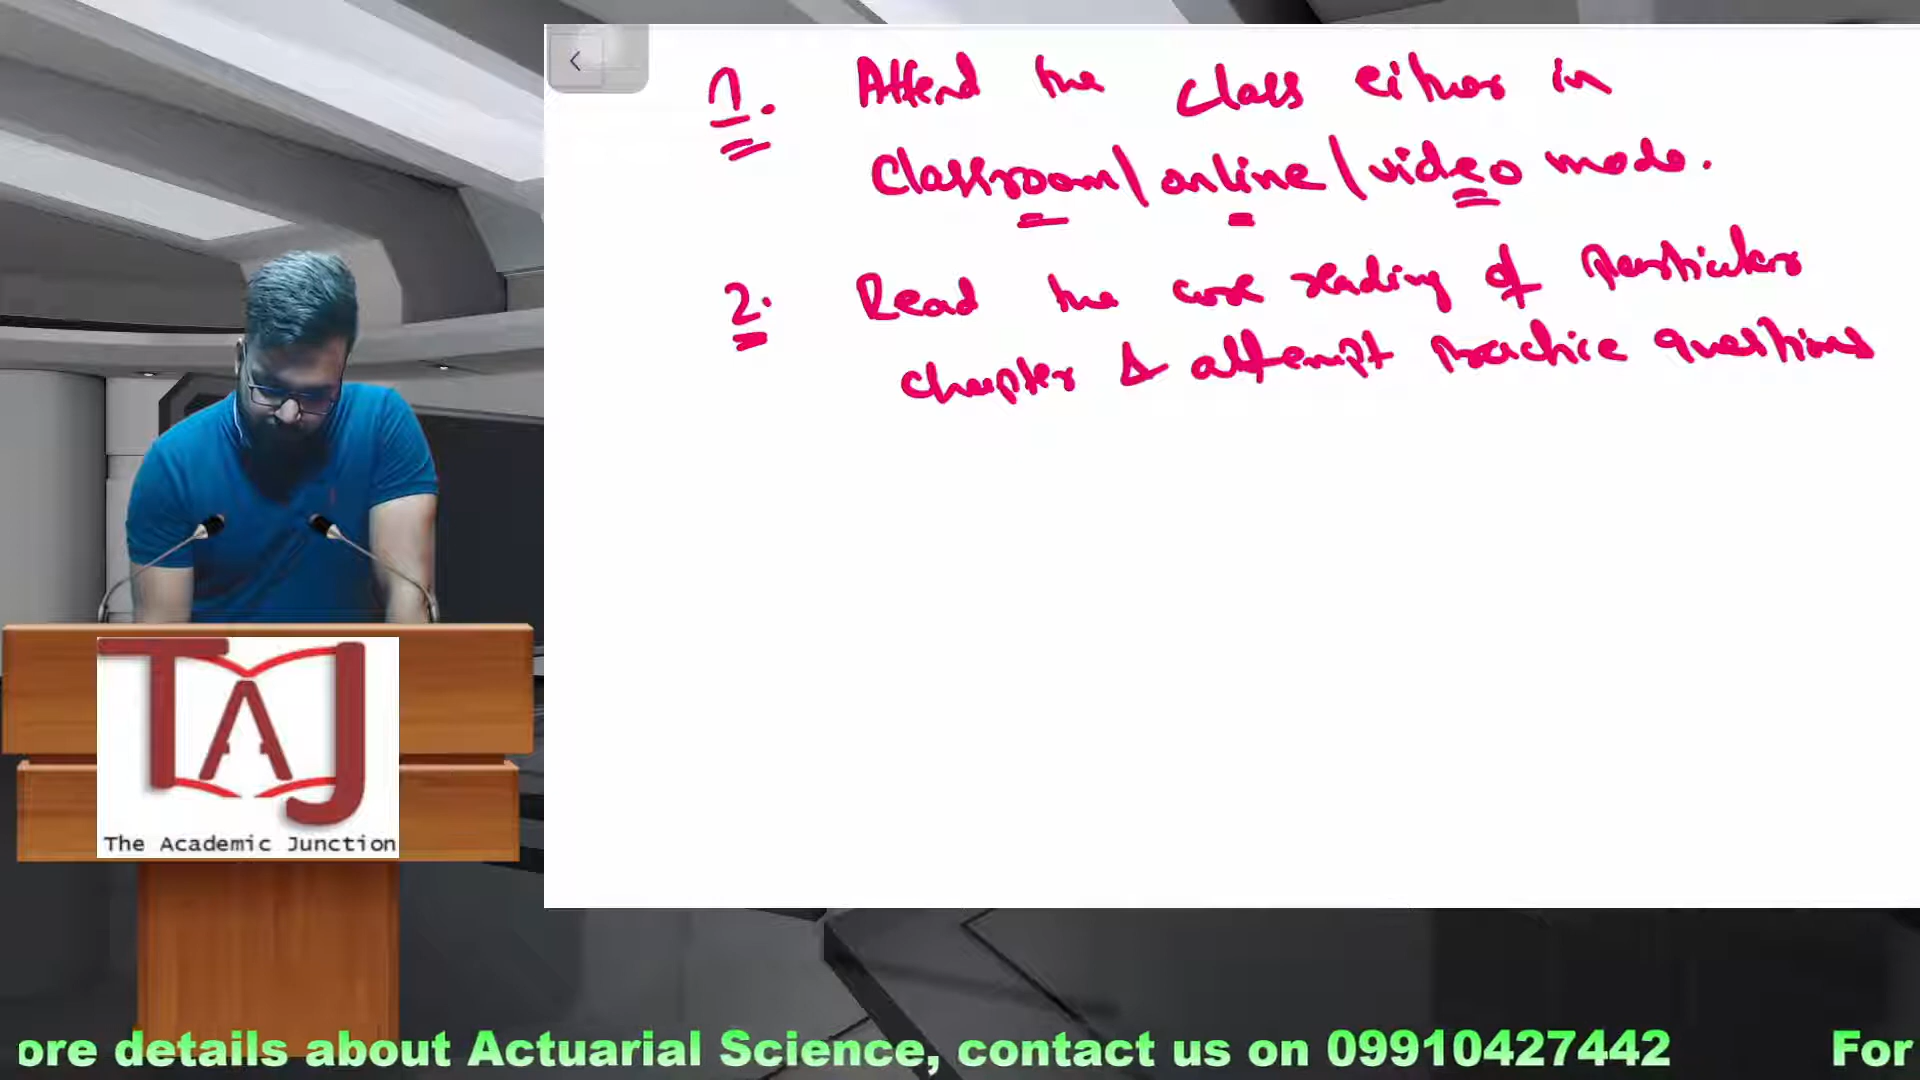 1. Attend the class either in
classroom/online/video mode.
2. Read the core reading of particular
chapter & attempt practice questions
TAJ
The Academic Junction
ore details about Actuarial Science, contact us on 09910427442 For